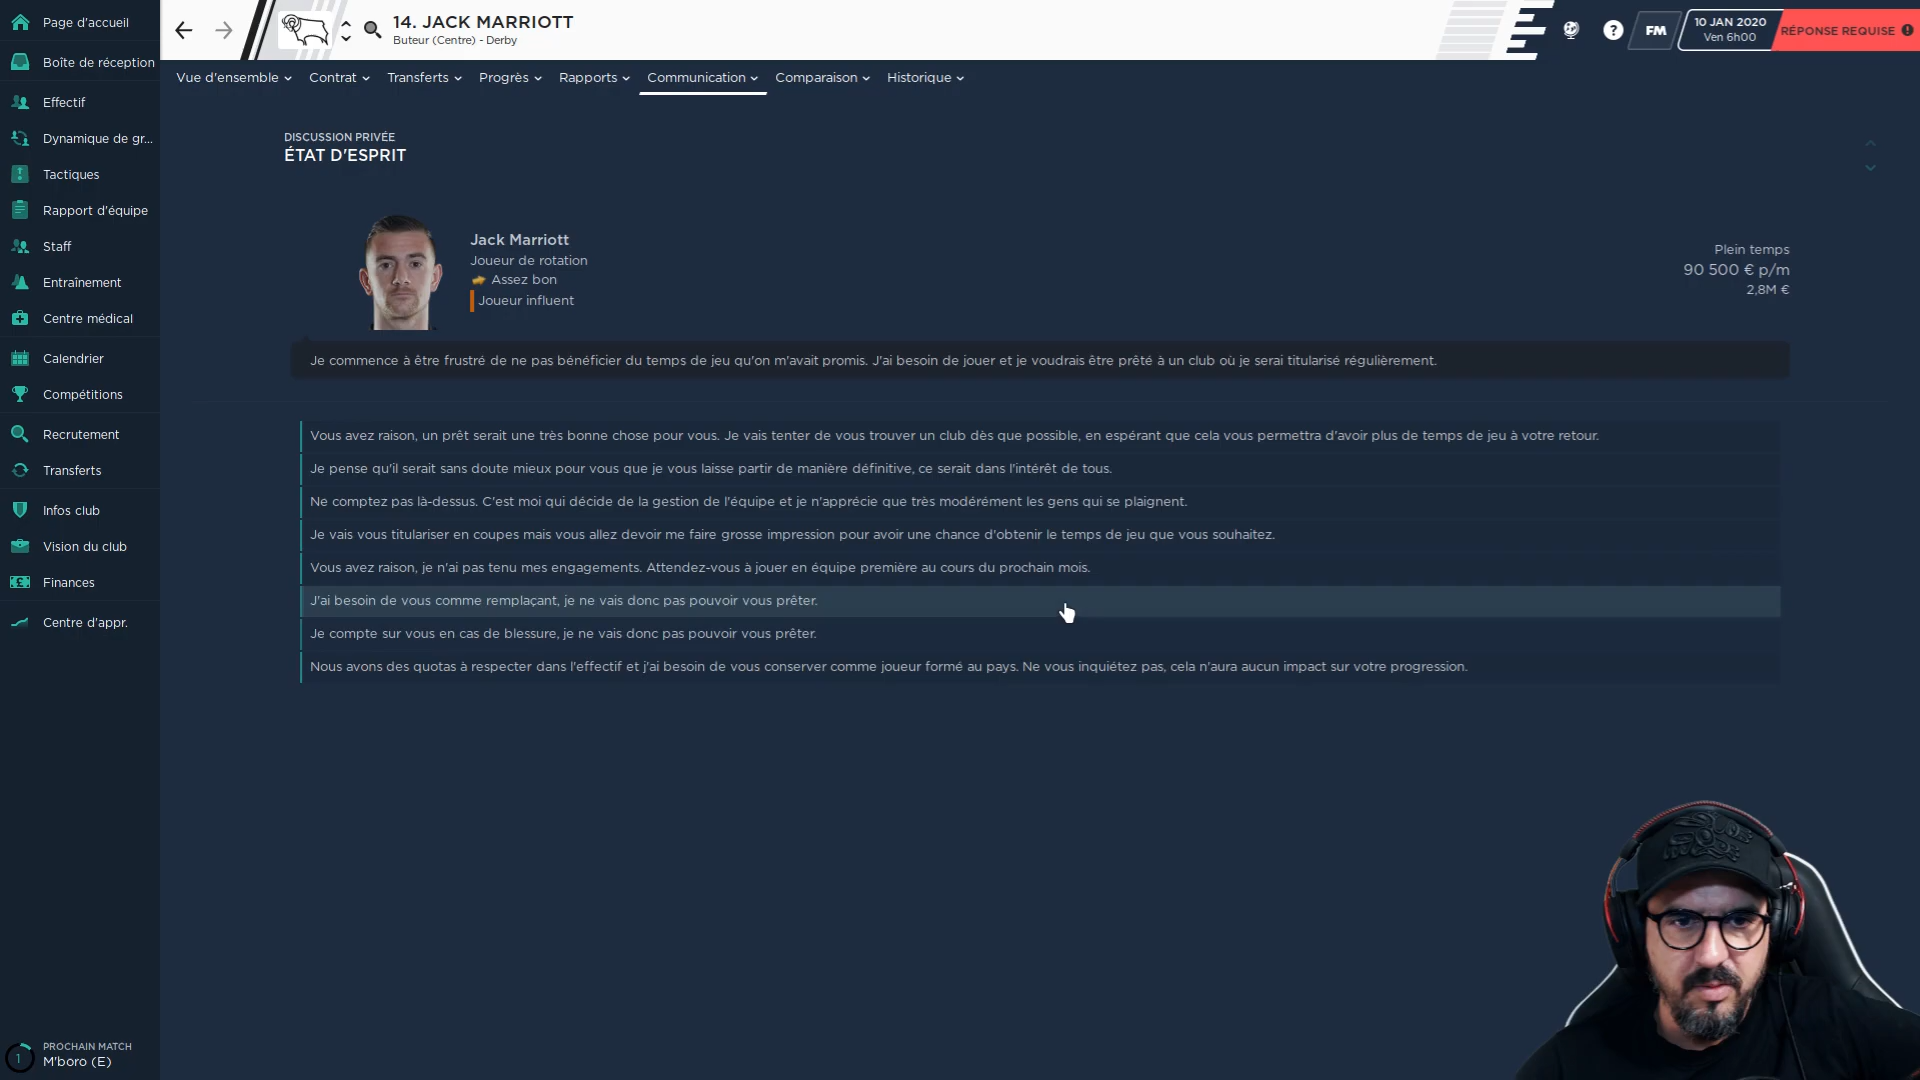 Page d'accueil
Boîte de réception
Effectif
Dynamique de gr...
Tactiques
Rapport d'équipe
Staff
Entraînement
Centre médical
Calendrier
Compétitions
Recrutement
Transferts
Infos club
Vision du club
Finances
Centre d'appr.
1
PROCHAIN MATCH
M'boro (E)
14. JACK MARRIOTT
Buteur (Centre) - Derby
?
FM
10 JAN 2020
Ven 6h00
RÉPONSE REQUISE
Vue d'ensemble
Contrat
Transferts
Progrès
Rapports
Communication
Comparaison
Historique
DISCUSSION PRIVÉE
ÉTAT D'ESPRIT
Jack Marriott
Joueur de rotation
Assez bon
Joueur influent
Plein temps
90 500 € p/m
2,8M €
Je commence à être frustré de ne pas bénéficier du temps de jeu qu'on m'avait promis. J'ai besoin de jouer et je voudrais être prêté à un club où je serai titularisé régulièrement.
Vous avez raison, un prêt serait une très bonne chose pour vous. Je vais tenter de vous trouver un club dès que possible, en espérant que cela vous permettra d'avoir plus de temps de jeu à votre retour.
Je pense qu'il serait sans doute mieux pour vous que je vous laisse partir de manière définitive, ce serait dans l'intérêt de tous.
Ne comptez pas là-dessus. C'est moi qui décide de la gestion de l'équipe et je n'apprécie que très modérément les gens qui se plaignent.
Je vais vous titulariser en coupes mais vous allez devoir me faire grosse impression pour avoir une chance d'obtenir le temps de jeu que vous souhaitez.
Vous avez raison, je n'ai pas tenu mes engagements. Attendez-vous à jouer en équipe première au cours du prochain mois.
J'ai besoin de vous comme remplaçant, je ne vais donc pas pouvoir vous prêter.
Je compte sur vous en cas de blessure, je ne vais donc pas pouvoir vous prêter.
Nous avons des quotas à respecter dans l'effectif et j'ai besoin de vous conserver comme joueur formé au pays. Ne vous inquiétez pas, cela n'aura aucun impact sur votre progression.